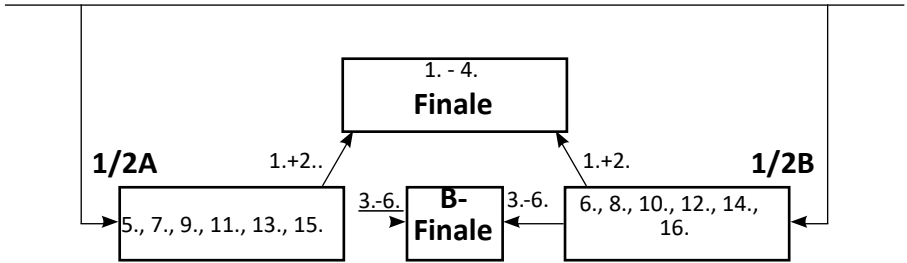 1. - 4.
Finale
1/2A
1.+2..
1.+2.
1/2B
5., 7., 9., 11., 13., 15.
3.-6.
B-
Finale
3.-6.
6., 8., 10., 12., 14.,
16.